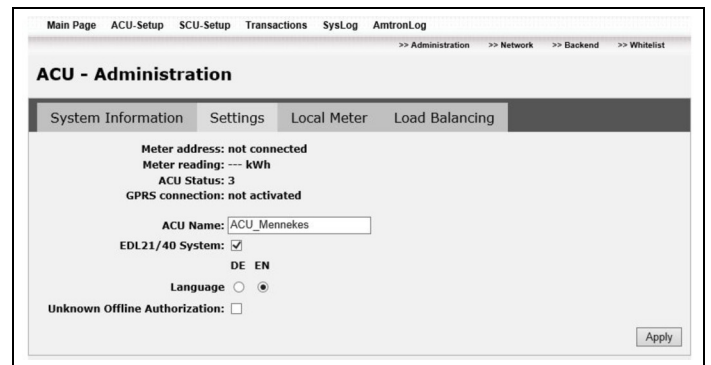 Main Page ACU-Setup SCU-Setup Transactions SysLog AmtronLog
>> Administration >> Network >> Backend >> Whitelist
ACU - Administration
System Information Settings Local Meter Load Balancing
Meter address: not connected
Meter reading: --- kWh
ACU Status: 3
GPRS connection: not activated
ACU Name: ACU_Mennekes
EDL21/40 System:
DE EN
Language
Unknown Offline Authorization:
Apply